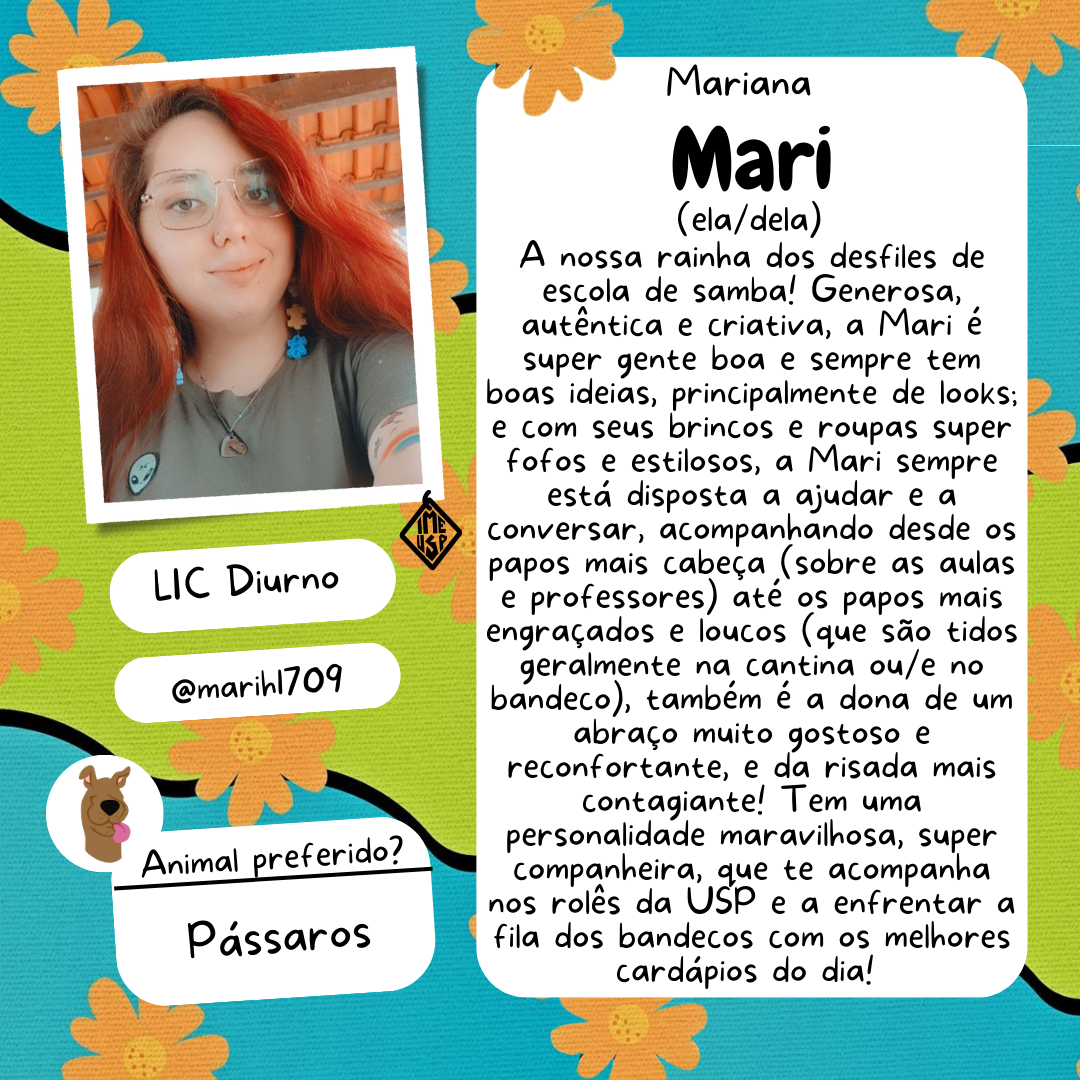 Mariana
Mari
(ela/dela)
A nossa rainha dos desfiles de
escola de samba! Generosa,
autêntica e criativa, a Mari é
super gente boa e sempre tem
boas ideias, principalmente de looks;
e com seus brincos e roupas super
fofos e estilosos, a Mari sempre
está disposta a ajudar e a
conversar, acompanhando desde os
papos mais cabeça (sobre as aulas
e professores) até os papos mais
engraçados e loucos (que são tidos
geralmente na cantina ou/e no
bandeco), também é a dona de um
abraço muito gostoso e
reconfortante, e da risada mais
contagiante! Tem uma
personalidade maravilhosa, super
companheira, que te acompanha
nos rolês da USP e a enfrentar a
fila dos bandecos com os melhores
cardápios do dia!
IME
USP
LIC Diurno
@marih1709
Animal preferido?
Pássaros